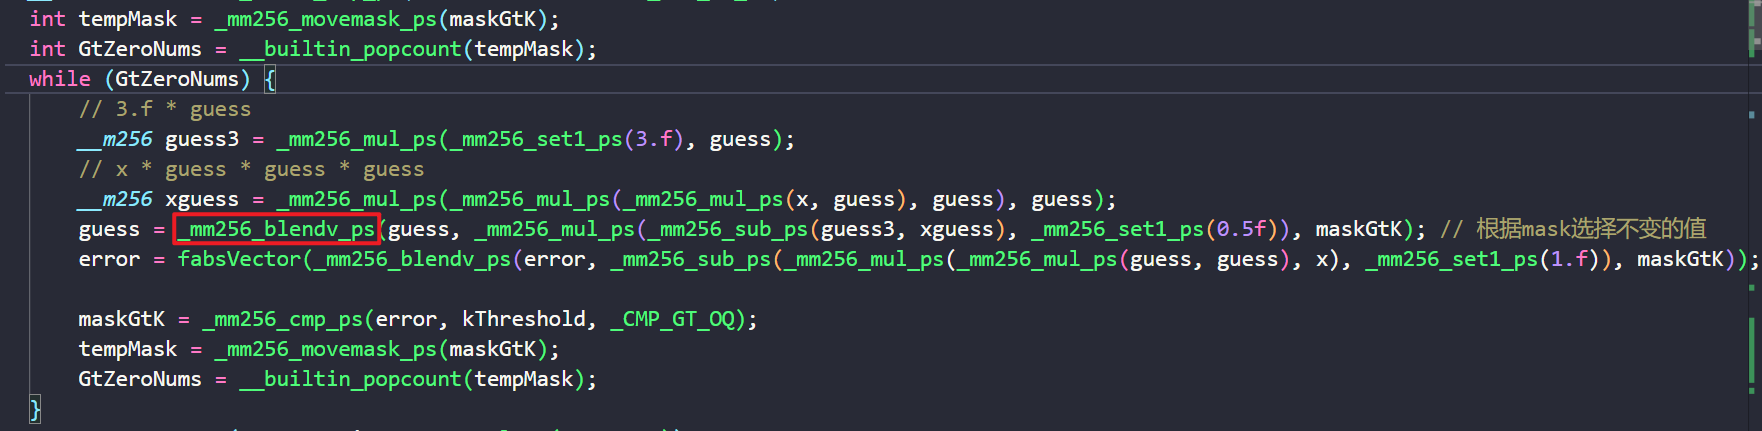 int tempMask = _mm256_movemask_ps(maskGtK);
int GtZeroNums = __builtin_popcount(tempMask);
while (GtZeroNums) {
// 3.f * guess
__m256 guess3 = _mm256_mul_ps(_mm256_set1_ps(3.f), guess);
// x * guess * guess * guess
__m256 xguess = _mm256_mul_ps(_mm256_mul_ps(_mm256_mul_ps(x, guess), guess), guess);
guess = _mm256_blendv_ps(guess, _mm256_mul_ps(_mm256_sub_ps(guess3, xguess), _mm256_set1_ps(0.5f)), maskGtK); // 根据mask选择不变的值
error = fabsVector(_mm256_blendv_ps(error, _mm256_sub_ps(_mm256_mul_ps(_mm256_mul_ps(guess, guess), x), _mm256_set1_ps(1.f)), maskGtK));
maskGtK = _mm256_cmp_ps(error, kThreshold, _CMP_GT_OQ);
tempMask = _mm256_movemask_ps(maskGtK);
GtZeroNums = __builtin_popcount(tempMask);
}